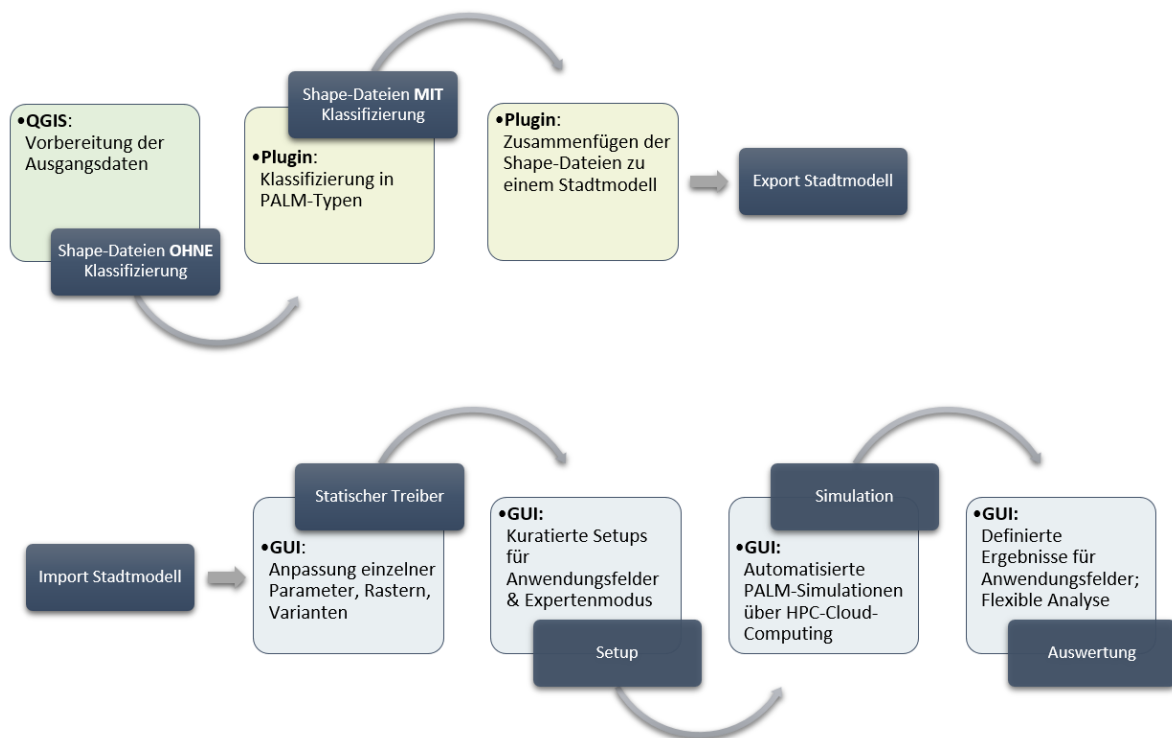 •QGIS:
Vorbereitung der
Ausgangsdaten
Shape-Dateien OHNE
Klassifizierung
Shape-Dateien MIT
Klassifizierung
•Plugin:
Klassifizierung in
PALM-Typen
•Plugin:
Zusammenfügen der
Shape-Dateien zu
einem Stadtmodell
Export Stadtmodell
Import Stadtmodell
Statischer Treiber
•GUI:
Anpassung einzelner
Parameter, Rastern,
Varianten
•GUI:
Kuratierte Setups
für
Anwendungsfelder
& Expertenmodus
Setup
Simulation
•GUI:
Automatisierte
PALM-Simulationen
über HPC-Cloud-
Computing
•GUI:
Definierte
Ergebnisse für
Anwendungsfelder;
Flexible Analyse
Auswertung